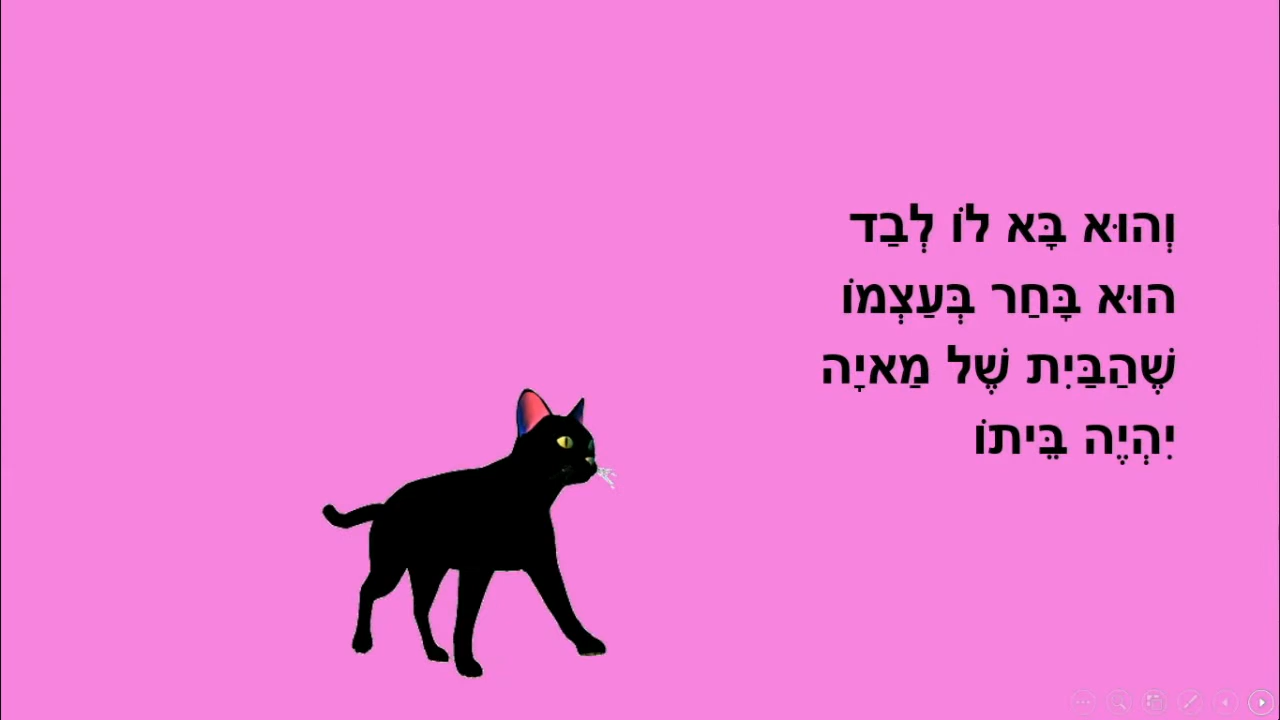 וְהוּא בָּא לוֹ לְבַד
הוּא בָּחַר בְּעַצְמוֹ
שֶׁהַבַּיִת שֶׁל מַאיָה
יִהְיֶה בֵּיתוֹ